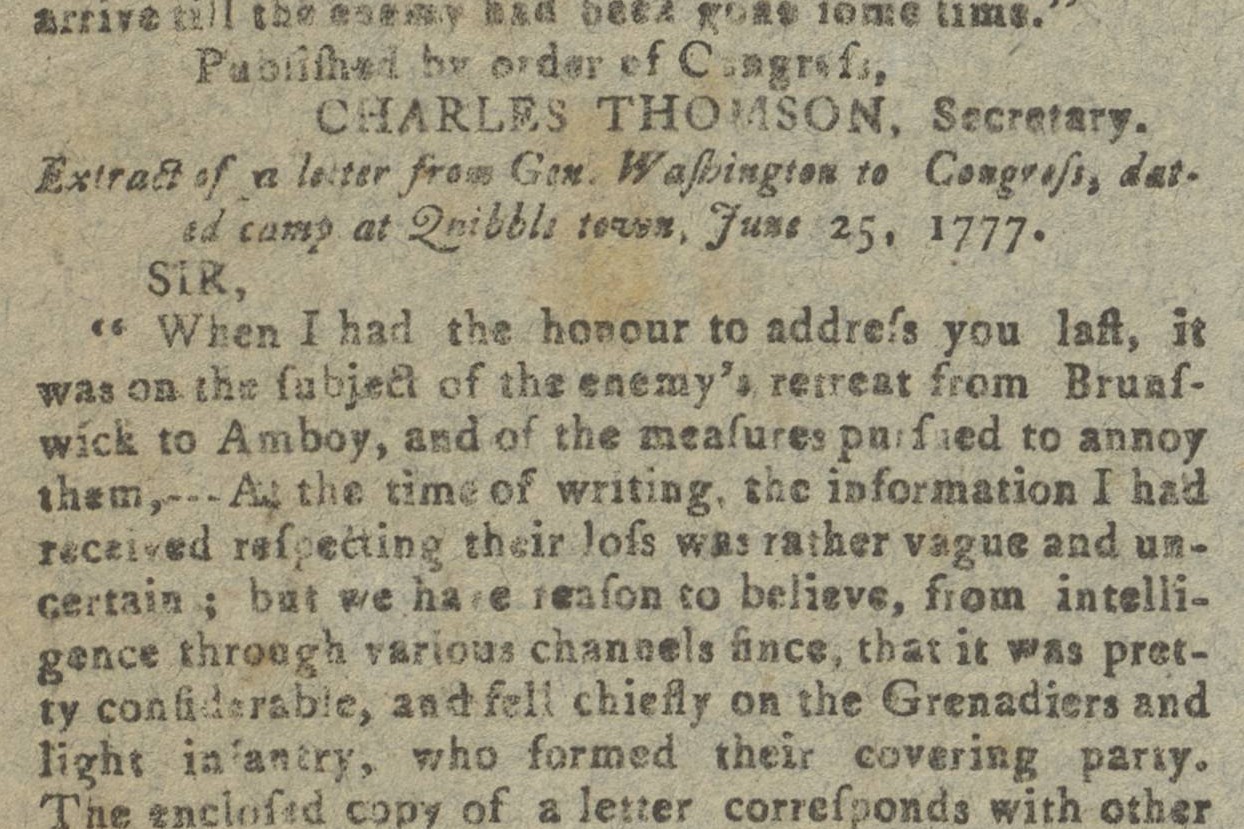 arrive till the enemy had been gone some time."
Publiſhed by order of Congreſs,
CHARLES THOMSON, Secretary.
Extract of a letter from Gen. Waſhington to Congreſs, dat-
ed camp at Quibble town, June 25, 1777.
SIR,
" When I had the honour to addreſs you laſt, it
was on the ſubject of the enemy's retreat from Brunſ-
wick to Amboy, and of the meaſures purſued to annoy
them,---At the time of writing, the information I had
received reſpecting their loſs was rather vague and un-
certain ; but we have reaſon to believe, from intelli-
gence through various channels ſince, that it was pret-
ty conſiderable, and fell chiefly on the Grenadiers and
light infantry, who formed their covering party.
The encloſed copy of a letter correſponds with other